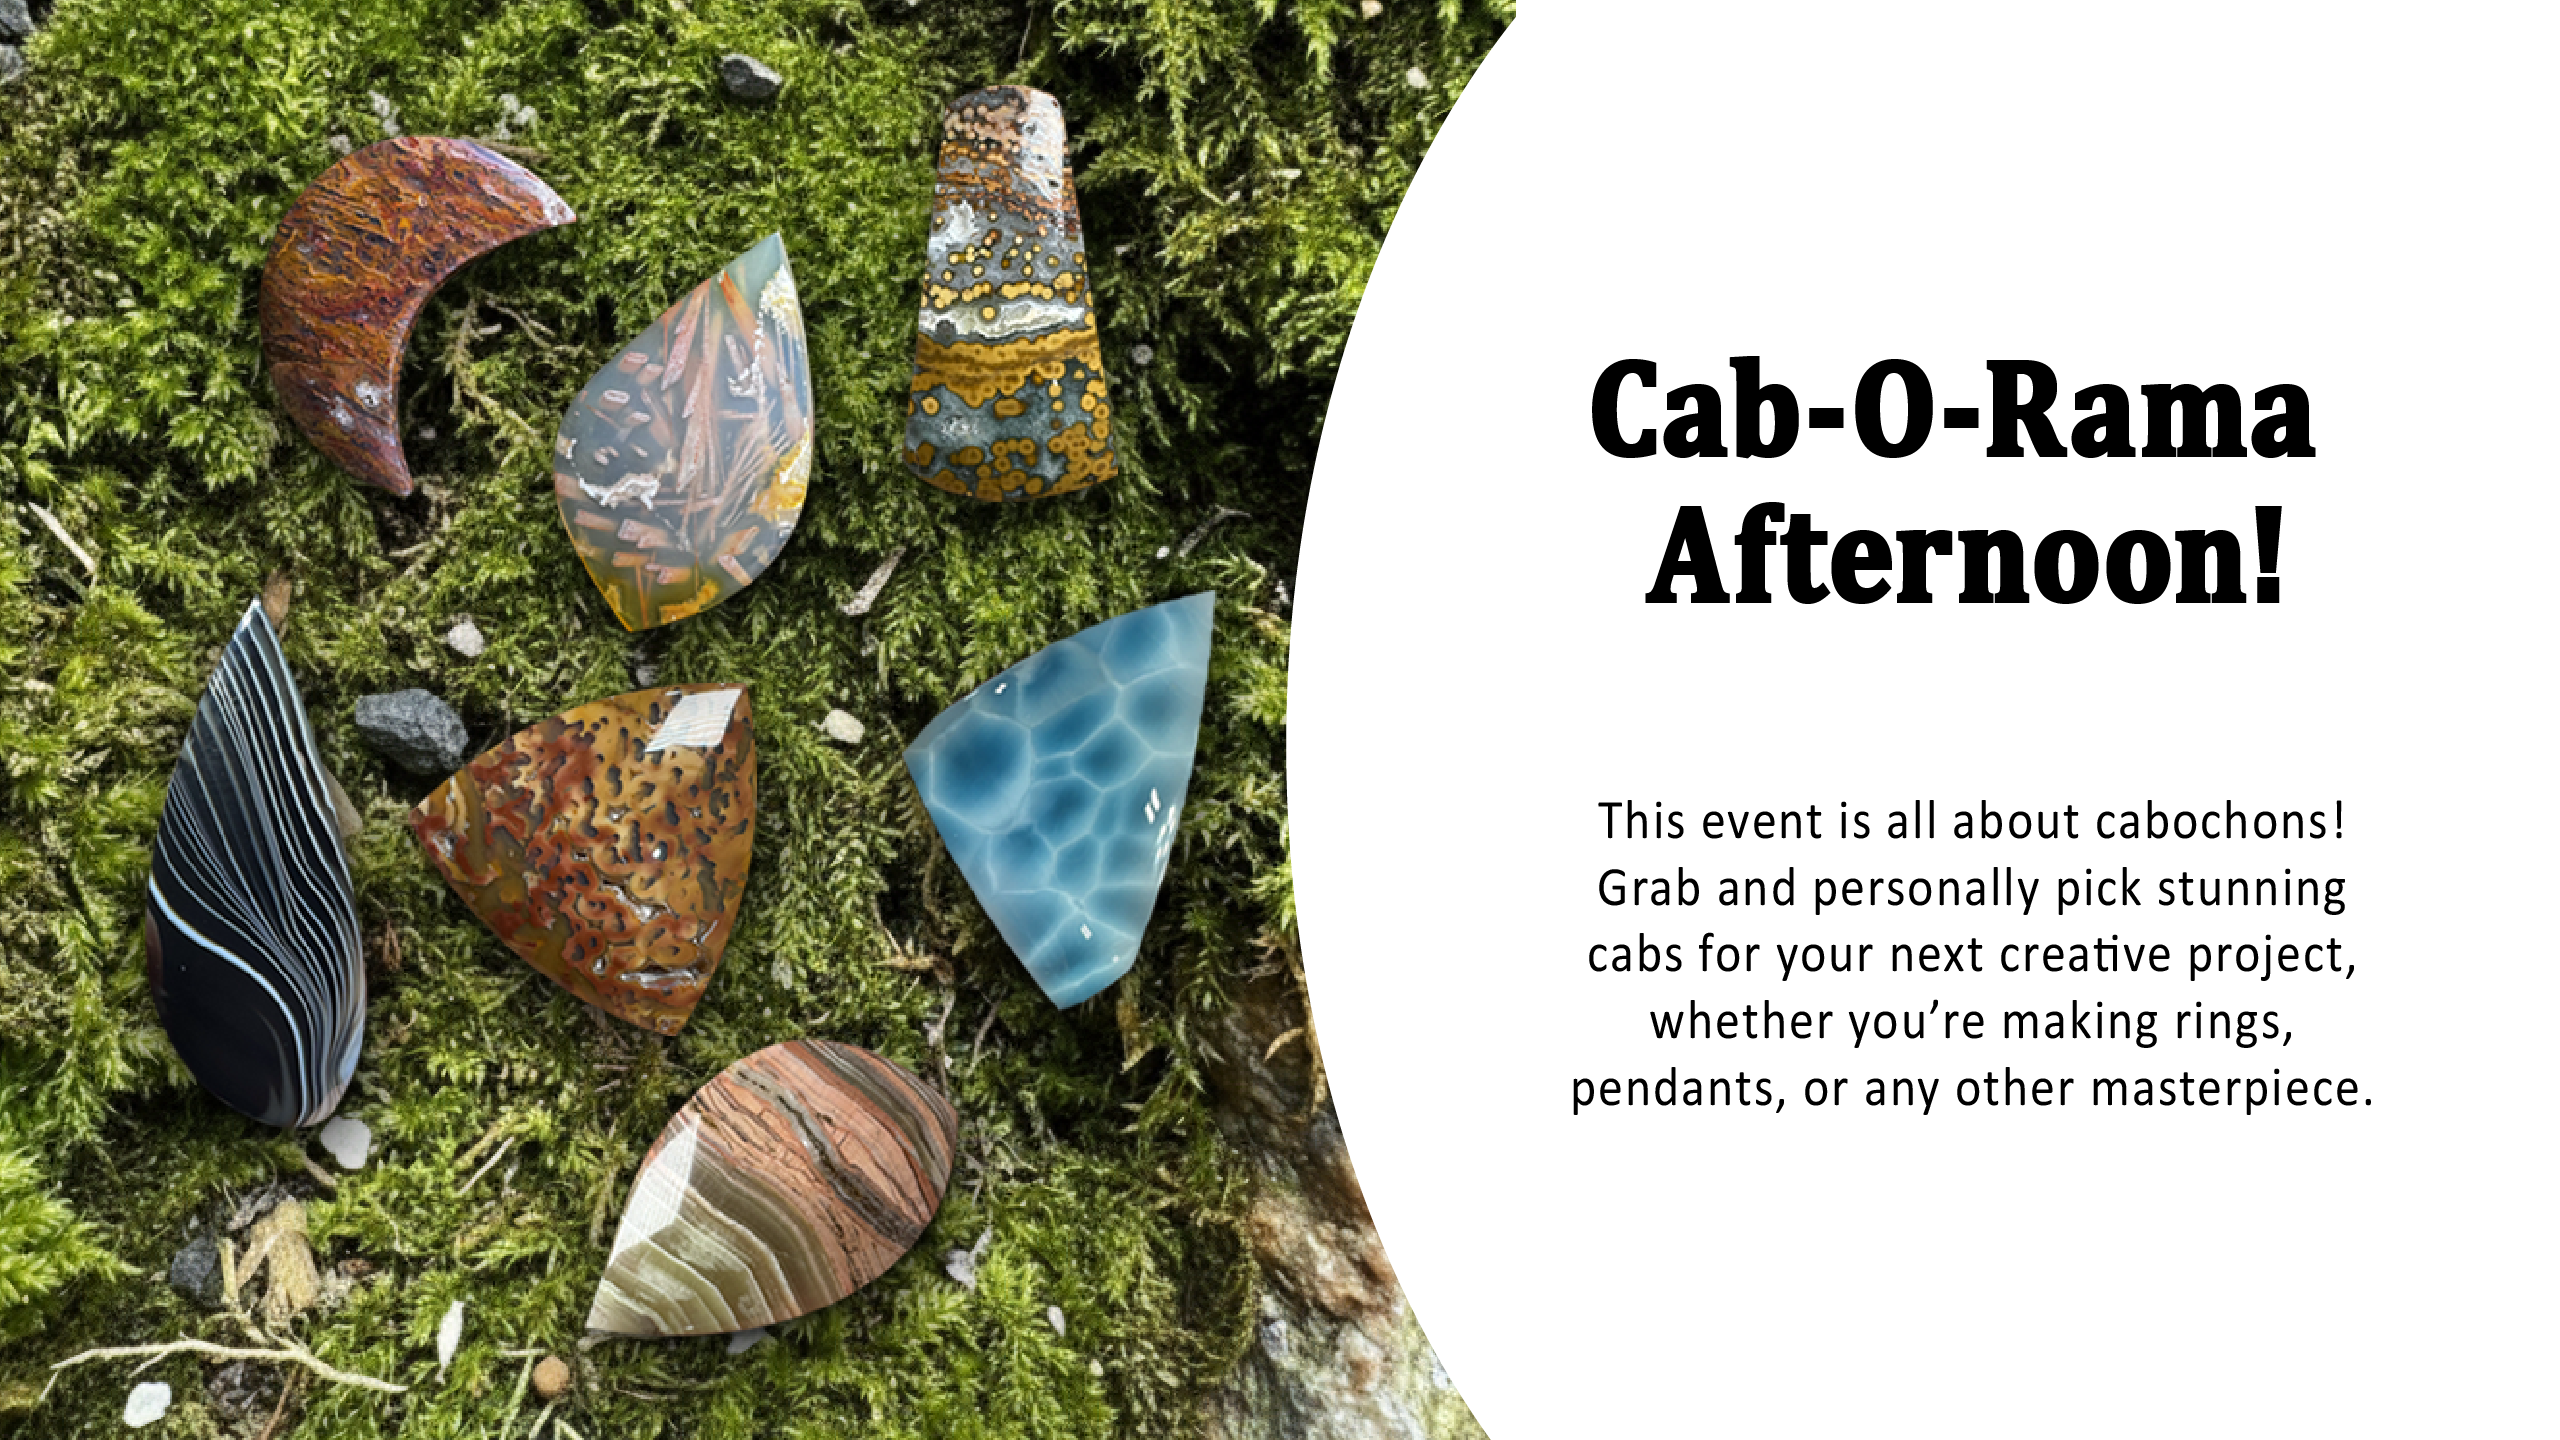 Cab-O-Rama
Afternoon!
This event is all about cabochons!
Grab and personally pick stunning
cabs for your next creative project,
whether you’re making rings,
pendants, or any other masterpiece.